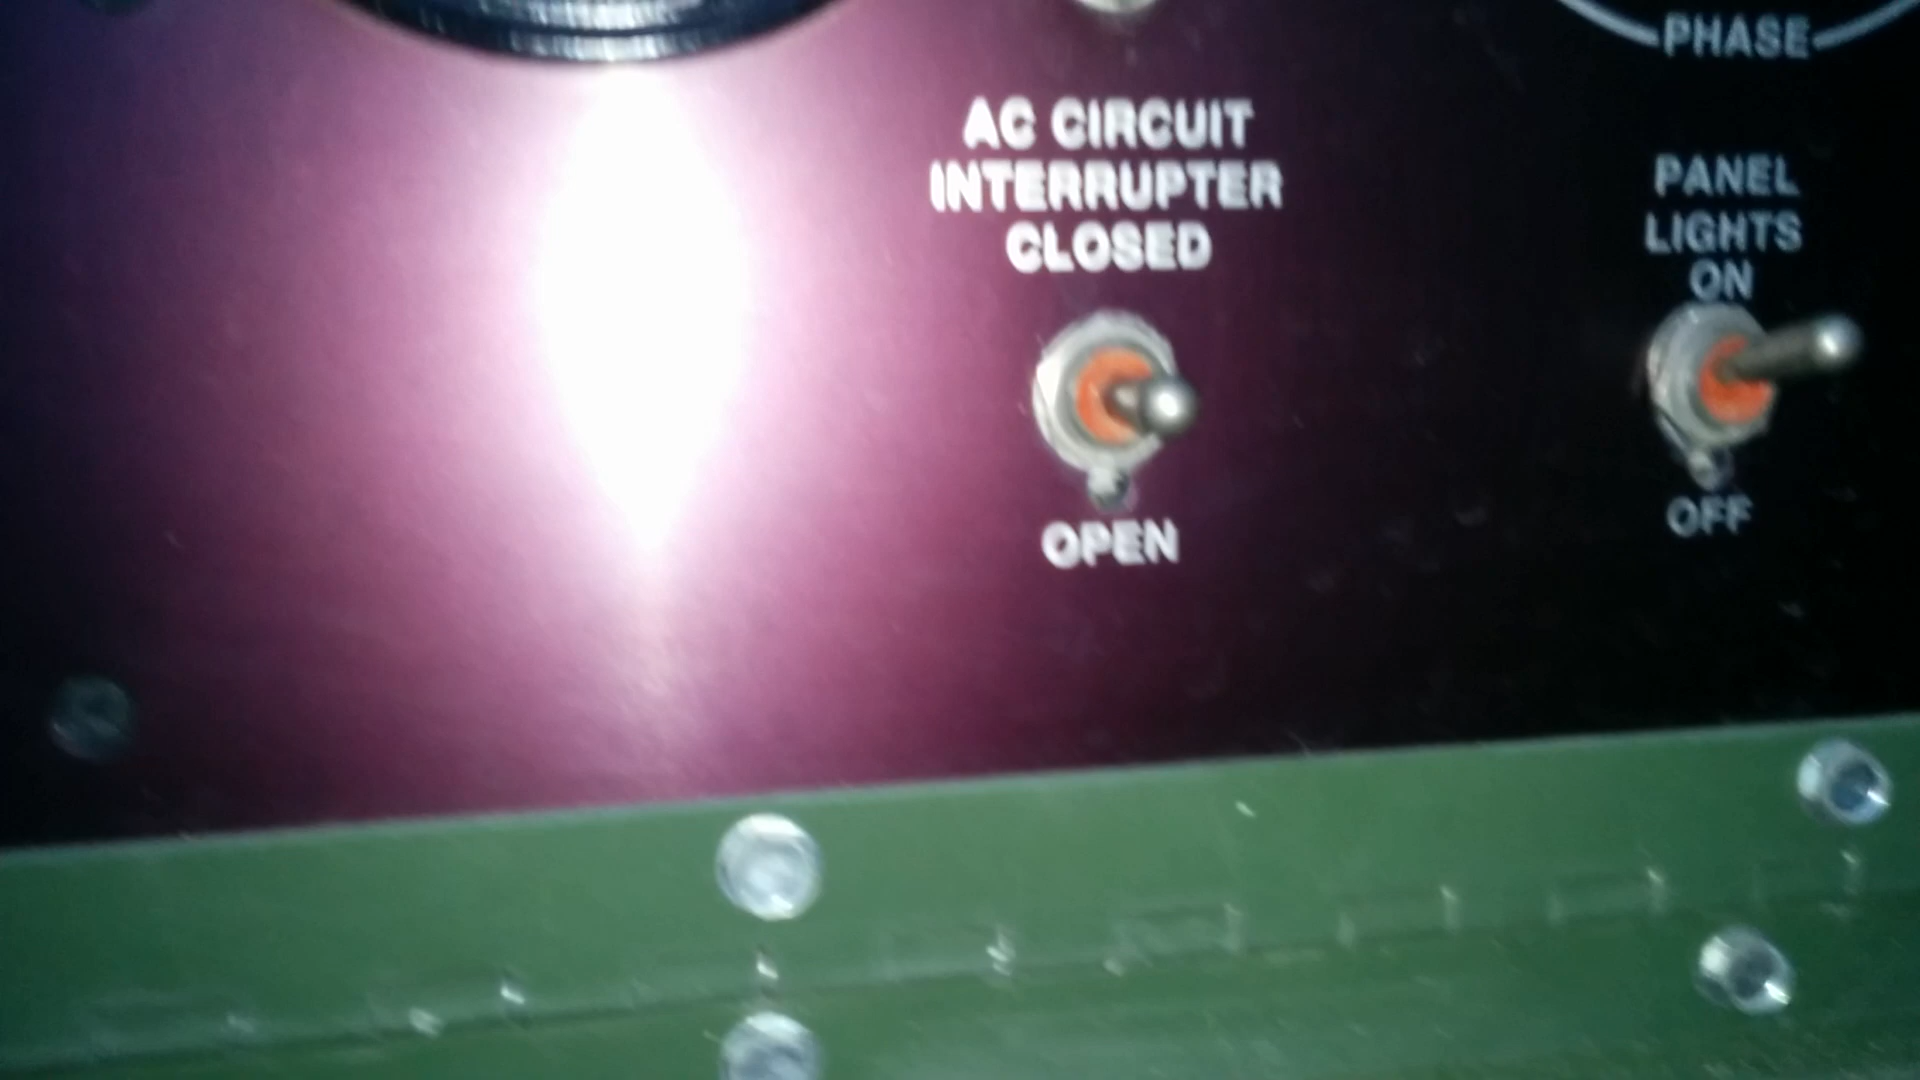 PHASE
AC CIRCUIT
INTERRUPTER
CLOSED
OPEN
PANEL
LIGHTS
ON
OFF